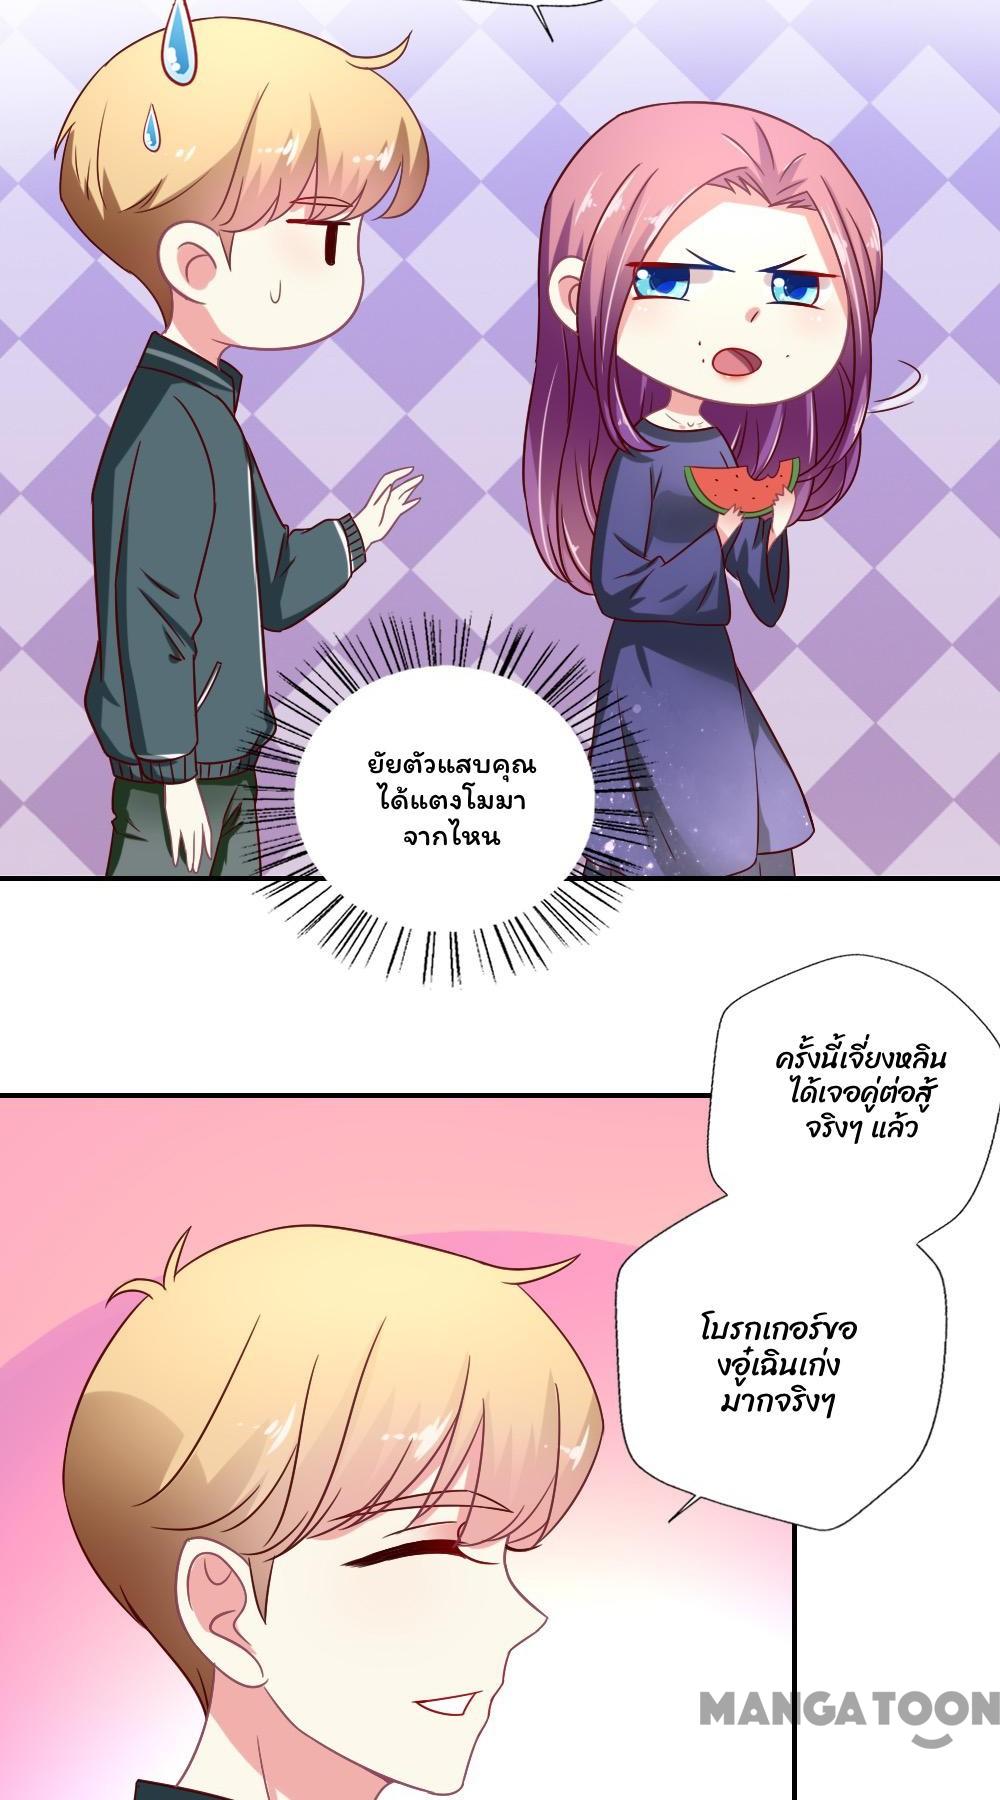 ยัยตัวแสบคุณ
ได้แตงโมมา
จากไหน
ครั้งนี้เจี่ยงหลิน
ได้เจอคู่ต่อสู้
จริงๆ แล้ว
โบรกเกอร์ขอ
งอู๋เฉินเก่ง
มากจริงๆ
MANGATOON